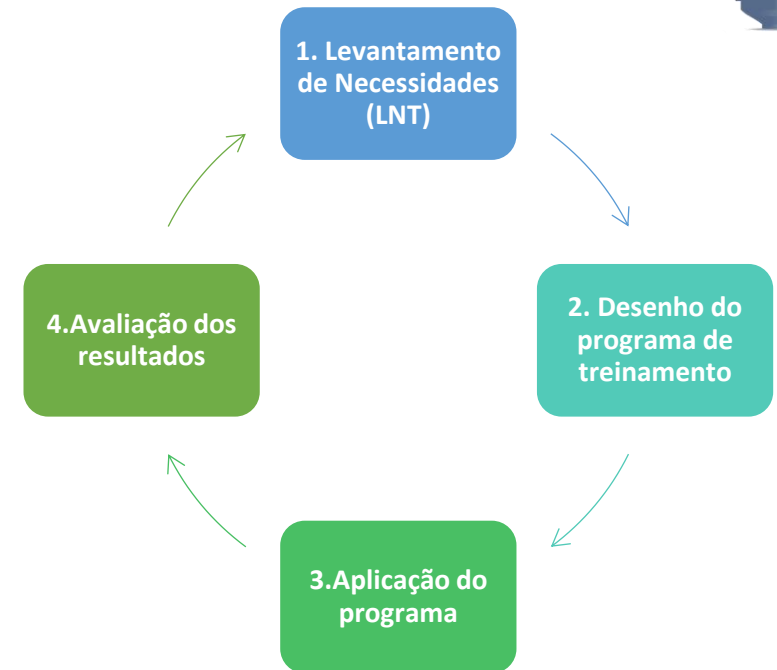 1. Levantamento
de Necessidades
(LNT)
2. Desenho do
programa de
treinamento
3.Aplicação do
programa
4.Avaliação dos
resultados